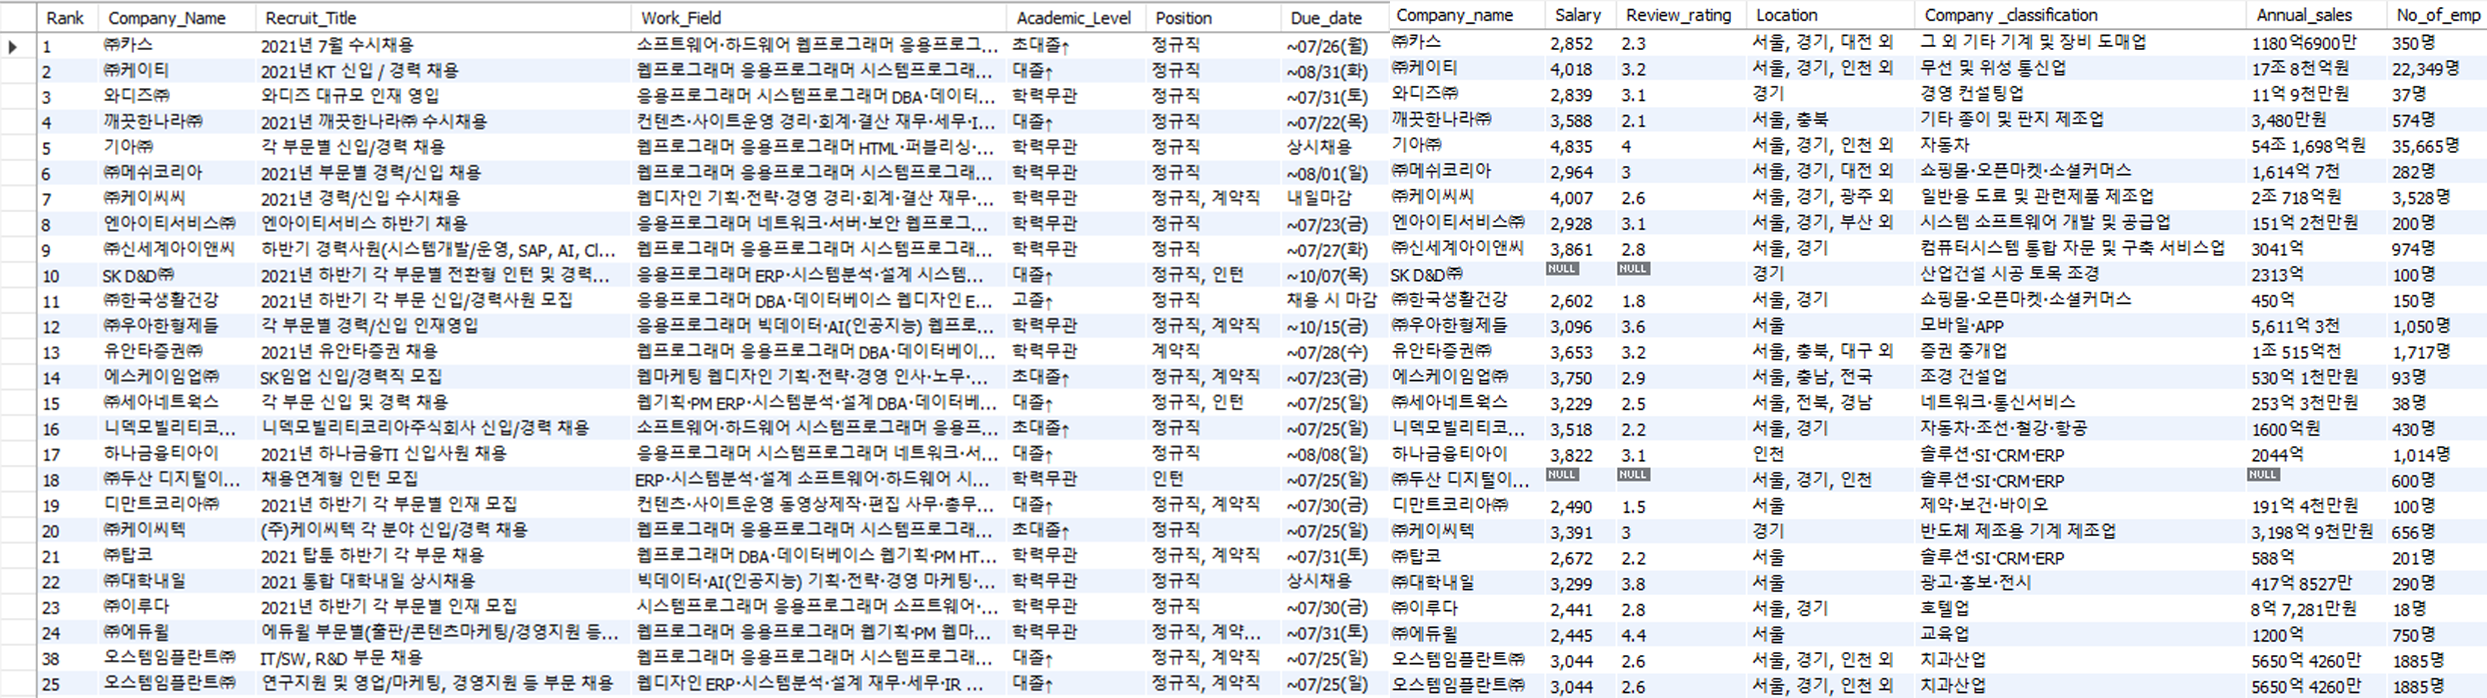 Rank Company_Name Recruit_Title Work_Field Academic_Level Position Due_date Company_name Salary Review_rating Location Company _classification Annual_sales No_of_emp
1 ㈜카스 2021년 7월 수시채용 소프트웨어·하드웨어 웹프로그래머 응용프로그... 초대졸↑ 정규직 ~07/26(월) ㈜카스 2,852 2.3 서울, 경기, 대전 외 그 외 기타 기계 및 장비 도매업 1180억6900만 350명
2 ㈜케이티 2021년 KT 신입 / 경력 채용 웹프로그래머 응용프로그래머 시스템프로그래... 대졸↑ 정규직 ~08/31(화) ㈜케이티 4,018 3.2 서울, 경기, 인천 외 무선 및 위성 통신업 17조 8천억원 22,349명
3 와디즈㈜ 와디즈 대규모 인재 영입 응용프로그래머 시스템프로그래머 DBA·데이터... 학력무관 정규직 ~07/31(토) 와디즈㈜ 2,839 3.1 경기 경영 컨설팅업 11억 9천만원 37명
4 깨끗한나라㈜ 2021년 깨끗한나라㈜ 수시채용 컨텐츠·사이트운영 경리·회계·결산 재무·세무·I... 대졸↑ 정규직 ~07/22(목) 깨끗한나라㈜ 3,588 2.1 서울, 충북 기타 종이 및 판지 제조업 3,480만원 574명
5 기아㈜ 각 부문별 신입/경력 채용 웹프로그래머 응용프로그래머 HTML·퍼블리싱·... 학력무관 정규직 상시채용 기아㈜ 4,835 4 서울, 경기, 인천 외 자동차 54조 1,698억원 35,665명
6 ㈜메쉬코리아 2021년 부문별 경력/신입 채용 웹프로그래머 응용프로그래머 시스템프로그래... 학력무관 정규직 ~08/01(일) ㈜메쉬코리아 2,964 3 서울, 경기, 대전 외 쇼핑몰·오픈마켓·소셜커머스 1,614억 7천 282명
7 ㈜케이씨씨 2021년 경력/신입 수시채용 웹디자인 기획·전략·경영 경리·회계·결산 재무·... 학력무관 정규직, 계약직 내일마감 ㈜케이씨씨 4,007 2.6 서울, 경기, 광주 외 일반용 도료 및 관련제품 제조업 2조 718억원 3,528명
8 엔아이티서비스㈜ 엔아이티서비스 하반기 채용 응용프로그래머 네트워크·서버·보안 웹프로그... 학력무관 정규직 ~07/23(금) 엔아이티서비스㈜ 2,928 3.1 서울, 경기, 부산 외 시스템 소프트웨어 개발 및 공급업 151억 2천만원 200명
9 ㈜신세계아이앤씨 하반기 경력사원(시스템개발/운영, SAP, AI, Cl... 웹프로그래머 응용프로그래머 시스템프로그래... 학력무관 정규직 ~07/27(화) ㈜신세계아이앤씨 3,861 2.8 서울, 경기 컴퓨터시스템 통합 자문 및 구축 서비스업 3041억 974명
10 SK D&D㈜ 2021년 하반기 각 부문별 전환형 인턴 및 경력... 응용프로그래머 ERP·시스템분석·설계 시스템... 대졸↑ 정규직, 인턴 ~10/07(목) SK D&D㈜ NULL NULL 경기 산업건설 시공 토목 조경 2313억 100명
11 ㈜한국생활건강 2021년 하반기 각 부문 신입/경력사원 모집 응용프로그래머 DBA·데이터베이스 웹디자인 E... 고졸↑ 정규직 채용 시 마감 ㈜한국생활건강 2,602 1.8 서울, 경기 쇼핑몰·오픈마켓·소셜커머스 450억 150명
12 ㈜우아한형제들 각 부문별 경력/신입 인재영입 응용프로그래머 빅데이터·AI(인공지능) 웹프로... 학력무관 정규직, 계약직 ~10/15(금) ㈜우아한형제들 3,096 3.6 서울 모바일·APP 5,611억 3천 1,050명
13 유안타증권㈜ 2021년 유안타증권 채용 웹프로그래머 응용프로그래머 DBA·데이터베이... 학력무관 계약직 ~07/28(수) 유안타증권㈜ 3,653 3.2 서울, 충북, 대구 외 증권 중개업 1조 515억천 1,717명
14 에스케이임업㈜ SK임업 신입/경력직 모집 웹마케팅 웹디자인 기획·전략·경영 인사·노무·... 초대졸↑ 정규직, 계약직 ~07/23(금) 에스케이임업㈜ 3,750 2.9 서울, 충남, 전국 조경 건설업 530억 1천만원 93명
15 ㈜세아네트웍스 각 부문 신입 및 경력 채용 웹기획·PM ERP·시스템분석·설계 DBA·데이터베... 대졸↑ 정규직, 인턴 ~07/25(일) ㈜세아네트웍스 3,229 2.5 서울, 전북, 경남 네트워크·통신서비스 253억 3천만원 38명
16 니덱모빌리티코... 니덱모빌리티코리아주식회사 신입/경력 채용 소프트웨어·하드웨어 시스템프로그래머 응용프... 초대졸↑ 정규직 ~07/25(일) 니덱모빌리티코... 3,518 2.2 서울, 경기 자동차·조선·철강·항공 1600억원 430명
17 하나금융티아이 2021년 하나금융TI 신입사원 채용 웹프로그래머 시스템프로그래머 네트워크·서... 대졸↑ 정규직 ~08/08(일) 하나금융티아이 3,822 3.1 인천 솔루션·SI·CRM·ERP 2044억 1,014명
18 ㈜두산 디지털이... 채용연계형 인턴 모집 ERP·시스템분석·설계 소프트웨어·하드웨어 시... 학력무관 인턴 ~07/25(일) ㈜두산 디지털이... NULL NULL 서울, 경기, 인천 솔루션·SI·CRM·ERP NULL 600명
19 디만트코리아㈜ 2021년 하반기 각 부문별 인재 모집 컨텐츠·사이트운영 동영상제작·편집 사무·총무... 대졸↑ 정규직, 계약직 ~07/30(금) 디만트코리아㈜ 2,490 1.5 서울 제약·보건·바이오 191억 4천만원 100명
20 ㈜케이씨텍 (주)케이씨텍 각 분야 신입/경력 채용 웹프로그래머 응용프로그래머 시스템프로그래... 초대졸↑ 정규직 ~07/25(일) ㈜케이씨텍 3,391 3 경기 반도체 제조용 기계 제조업 3,198억 9천만원 656명
21 ㈜탑코 2021 탑툰 하반기 각 부문 채용 웹프로그래머 DBA·데이터베이스 웹기획·PM HT... 학력무관 정규직, 계약직 ~07/31(토) ㈜탑코 2,672 2.2 서울 솔루션·SI·CRM·ERP 588억 201명
22 ㈜대학내일 2021 통합 대학내일 상시채용 빅데이터·AI(인공지능) 기획·전략·경영 마케팅·... 학력무관 정규직 상시채용 ㈜대학내일 3,299 3.8 서울 광고·홍보·전시 417억 8527만 290명
23 ㈜이루다 2021년 하반기 각 부문별 인재 모집 시스템프로그래머 응용프로그래머 소프트웨어·... 학력무관 정규직 ~07/30(금) ㈜이루다 2,441 2.8 서울, 경기 호텔업 8억 7,281만원 18명
24 ㈜에듀윌 에듀윌 부문별(출판/콘텐츠마케팅/경영지원 등... 웹프로그래머 응용프로그래머 웹기획·PM 웹마... 학력무관 정규직, 계약... ~07/31(토) ㈜에듀윌 2,445 4.4 서울 교육업 1200억 750명
38 오스템임플란트㈜ IT/SW, R&D 부문 채용 웹프로그래머 응용프로그래머 시스템프로그래... 대졸↑ 정규직, 계약직 ~07/25(일) 오스템임플란트㈜ 3,044 2.6 서울, 경기, 인천 외 치과산업 5650억 4260만 1885명
25 오스템임플란트㈜ 연구지원 및 영업/마케팅, 경영지원 등 부문 채용 웹디자인 ERP·시스템분석·설계 재무·세무·IR ... 대졸↑ 정규직, 계약직 ~07/25(일) 오스템임플란트㈜ 3,044 2.6 서울, 경기, 인천 외 치과산업 5650억 4260만 1885명